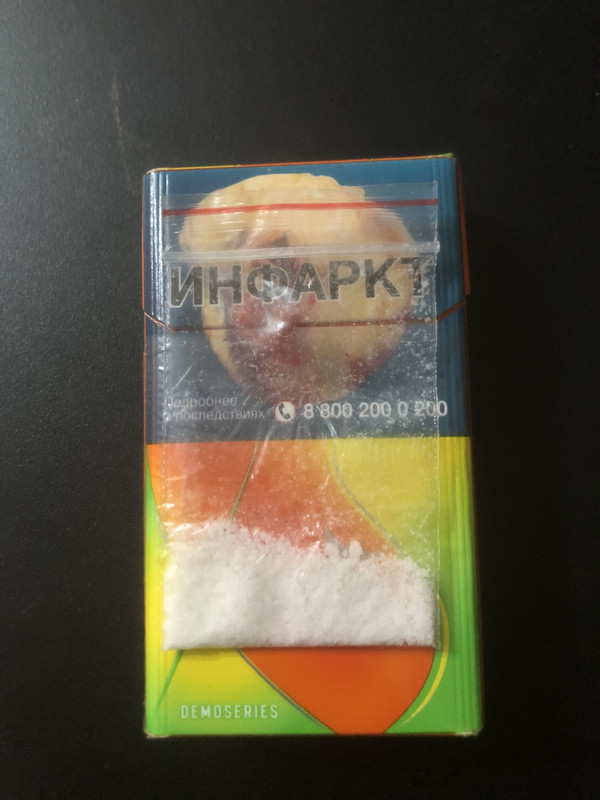 ИНФАРКТ
Подробнее
о последствиях 8 800 200 0 200
DEMOSERIES